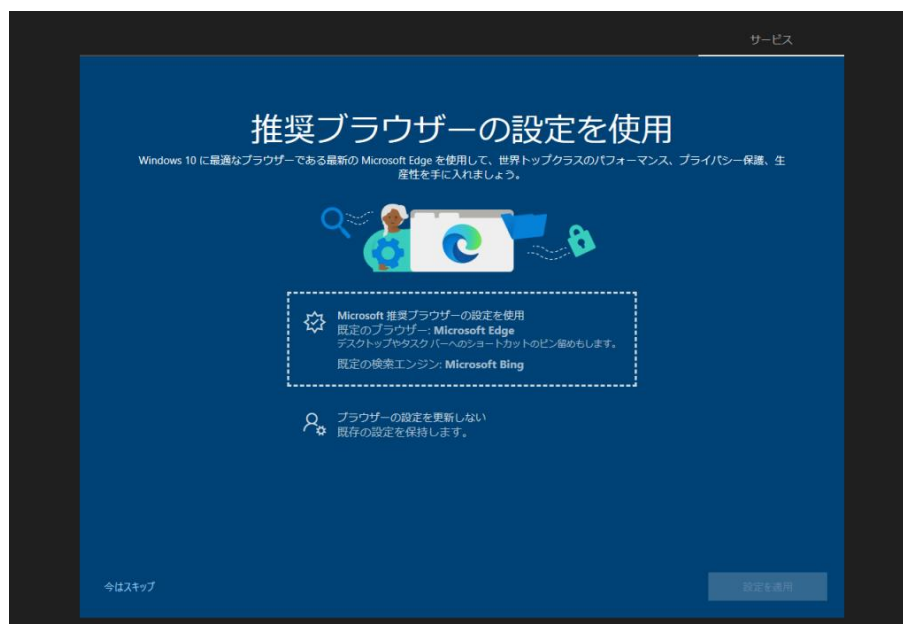 サービス
推奨ブラウザーの設定を使用
Windows 10 に最適なブラウザーである最新の Microsoft Edge を使用して、世界トップクラスのパフォーマンス、プライバシー保護、生
産性を手に入れましょう。
Microsoft 推奨ブラウザーの設定を使用
既定のブラウザー: Microsoft Edge
デスクトップやタスク バーへのショートカットのピン留めもします。
既定の検索エンジン: Microsoft Bing
ブラウザーの設定を更新しない
既存の設定を保持します。
今はスキップ
設定を適用